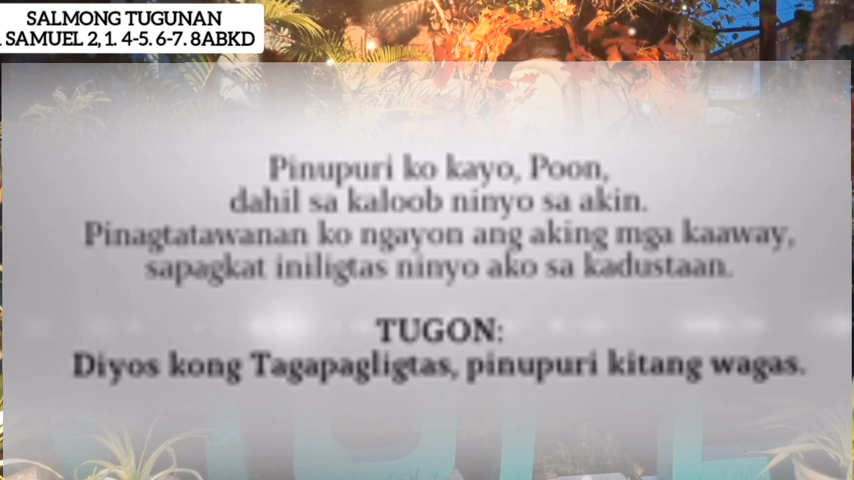 SALMONG TUGUNAN
SAMUEL 2, 1. 4-5. 6-7. 8ABKD
Pinupuri ko kayo, Poon,
dahil sa kaloob ninyo sa akin.
Pinagtatawanan ko ngayon ang aking mga kaaway,
sapagkat iniligtas ninyo ako sa kadustaan.
TUGON:
Diyos kong Tagapagligtas, pinupuri kitang wagas.